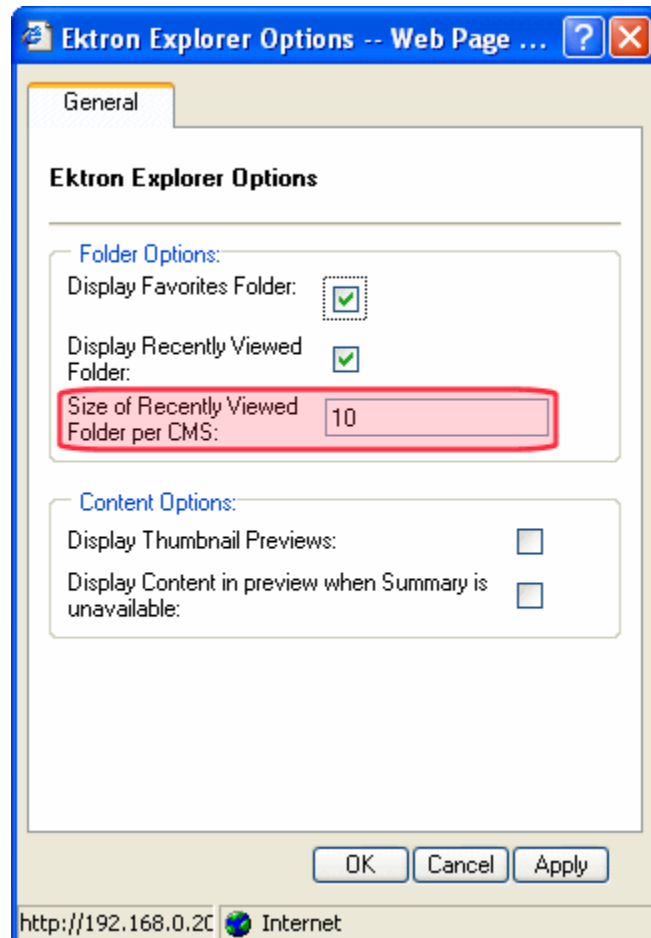 Ektron Explorer Options -- Web Page ...
General
Ektron Explorer Options
Folder Options:
Display Favorites Folder:
Display Recently Viewed
Folder:
Size of Recently Viewed
Folder per CMS:
10
Content Options:
Display Thumbnail Previews:
Display Content in preview when Summary is
unavailable:
OK Cancel Apply
http://192.168.0.20 Internet